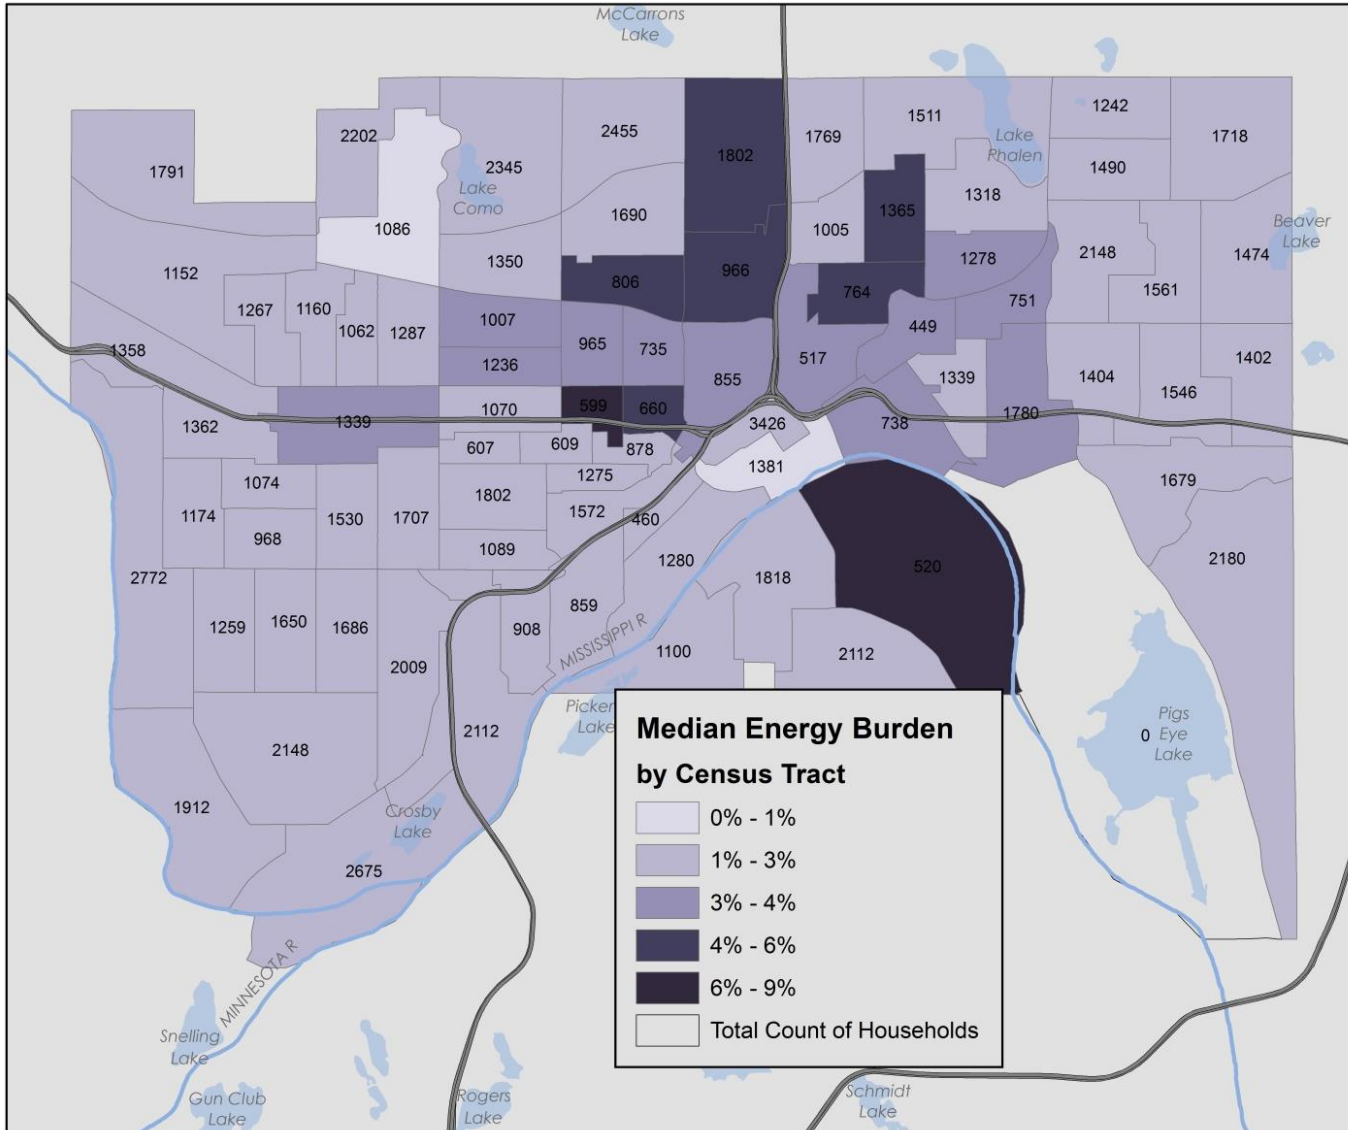 McCarrons
Lake
1242
2202
2455
1769
1511
1718
1802
Lake
Phalen
1791
2345
1490
Lake
Como
1690
1365
1318
1086
1005
Beaver
Lake
1152
1350
966
1278
2148
1474
806
764
1561
1267
1160
1062
1287
1007
965
735
517
449
751
1358
1236
855
1339
1404
1546
1402
1362
1339
1070
599
660
3426
738
1780
607
609
878
1381
1074
1275
1679
1174
968
1530
1707
1802
1572
460
1089
1280
520
2180
2772
1818
1259
1650
1686
908
859
MISSISSIPPI R
2009
1100
2112
Picker
Lake
2112
2148
1912
Crosby
Lake
2675
0
Pigs
Eye
Lake
Median Energy Burden
by Census Tract
0% - 1%
1% - 3%
3% - 4%
4% - 6%
6% - 9%
Total Count of Households
MINNESOTA R
Snelling
Lake
Gun Club
Lake
Rogers
Lake
Schmidt
Lake